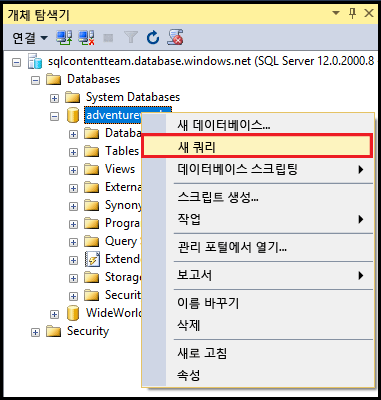 개체 탐색기
연결
sqlcontentteam.database.windows.net (SQL Server 12.0.2000.8
Databases
System Databases
adventurew
Databa
Tables
Views
Externa
Synony
Progra
Query S
Extende
Storage
Securit
WideWorl
Security
새 데이터베이스...
새 쿼리
데이터베이스 스크립팅
스크립트 생성...
작업
관리 포털에서 열기...
보고서
이름 바꾸기
삭제
새로 고침
속성